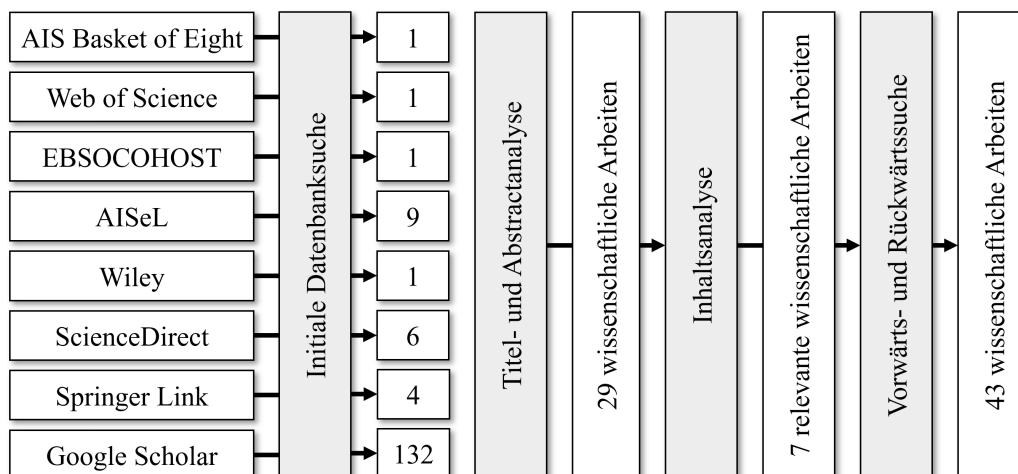 AIS Basket of Eight
Web of Science
EBSOCOHOST
AISeL
Wiley
ScienceDirect
Springer Link
Google Scholar
Initiale Datenbanksuche
1
1
1
9
1
6
4
132
Titel- und Abstractanalyse
29 wissenschaftliche Arbeiten
Inhaltsanalyse
7 relevante wissenschaftliche Arbeiten
Vorwärts- und Rückwärtssuche
43 wissenschaftliche Arbeiten